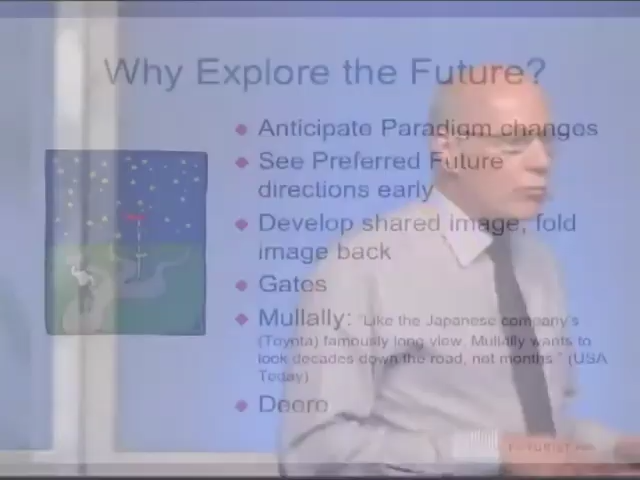 Why Explore the Future?
Anticipate Paradigm changes
See Preferred Future
directions early
Develop shared image, fold
image back
Gates
Mullally: "Like the Japanese company's
(Toyota) famously long view, Mullally wants to
look decades down the road, not months." (USA
Today)
Deere